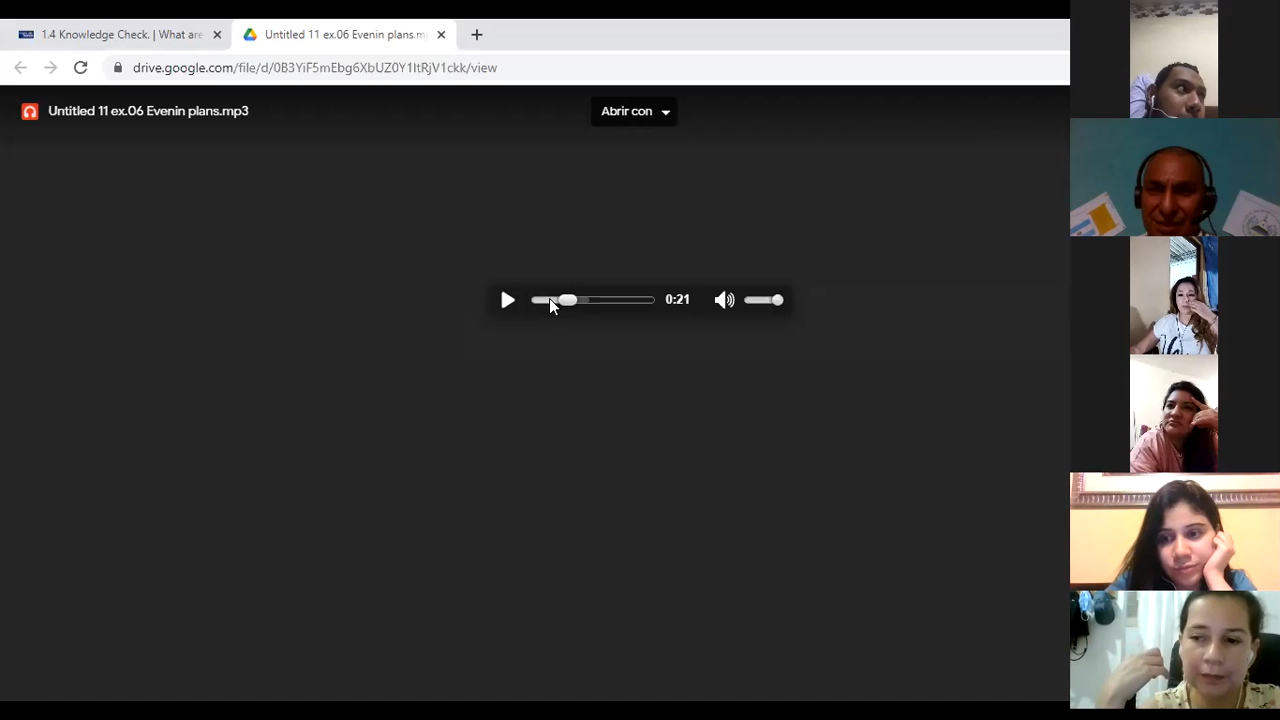 1.4 Knowledge Check. | What are
Untitled 11 ex.06 Evenin plans.m
drive.google.com/file/d/0B3YiF5mEbg6XbUZ0Y1ItRjV1ckk/view
Untitled 11 ex.06 Evenin plans.mp3
Abrir con
0:21